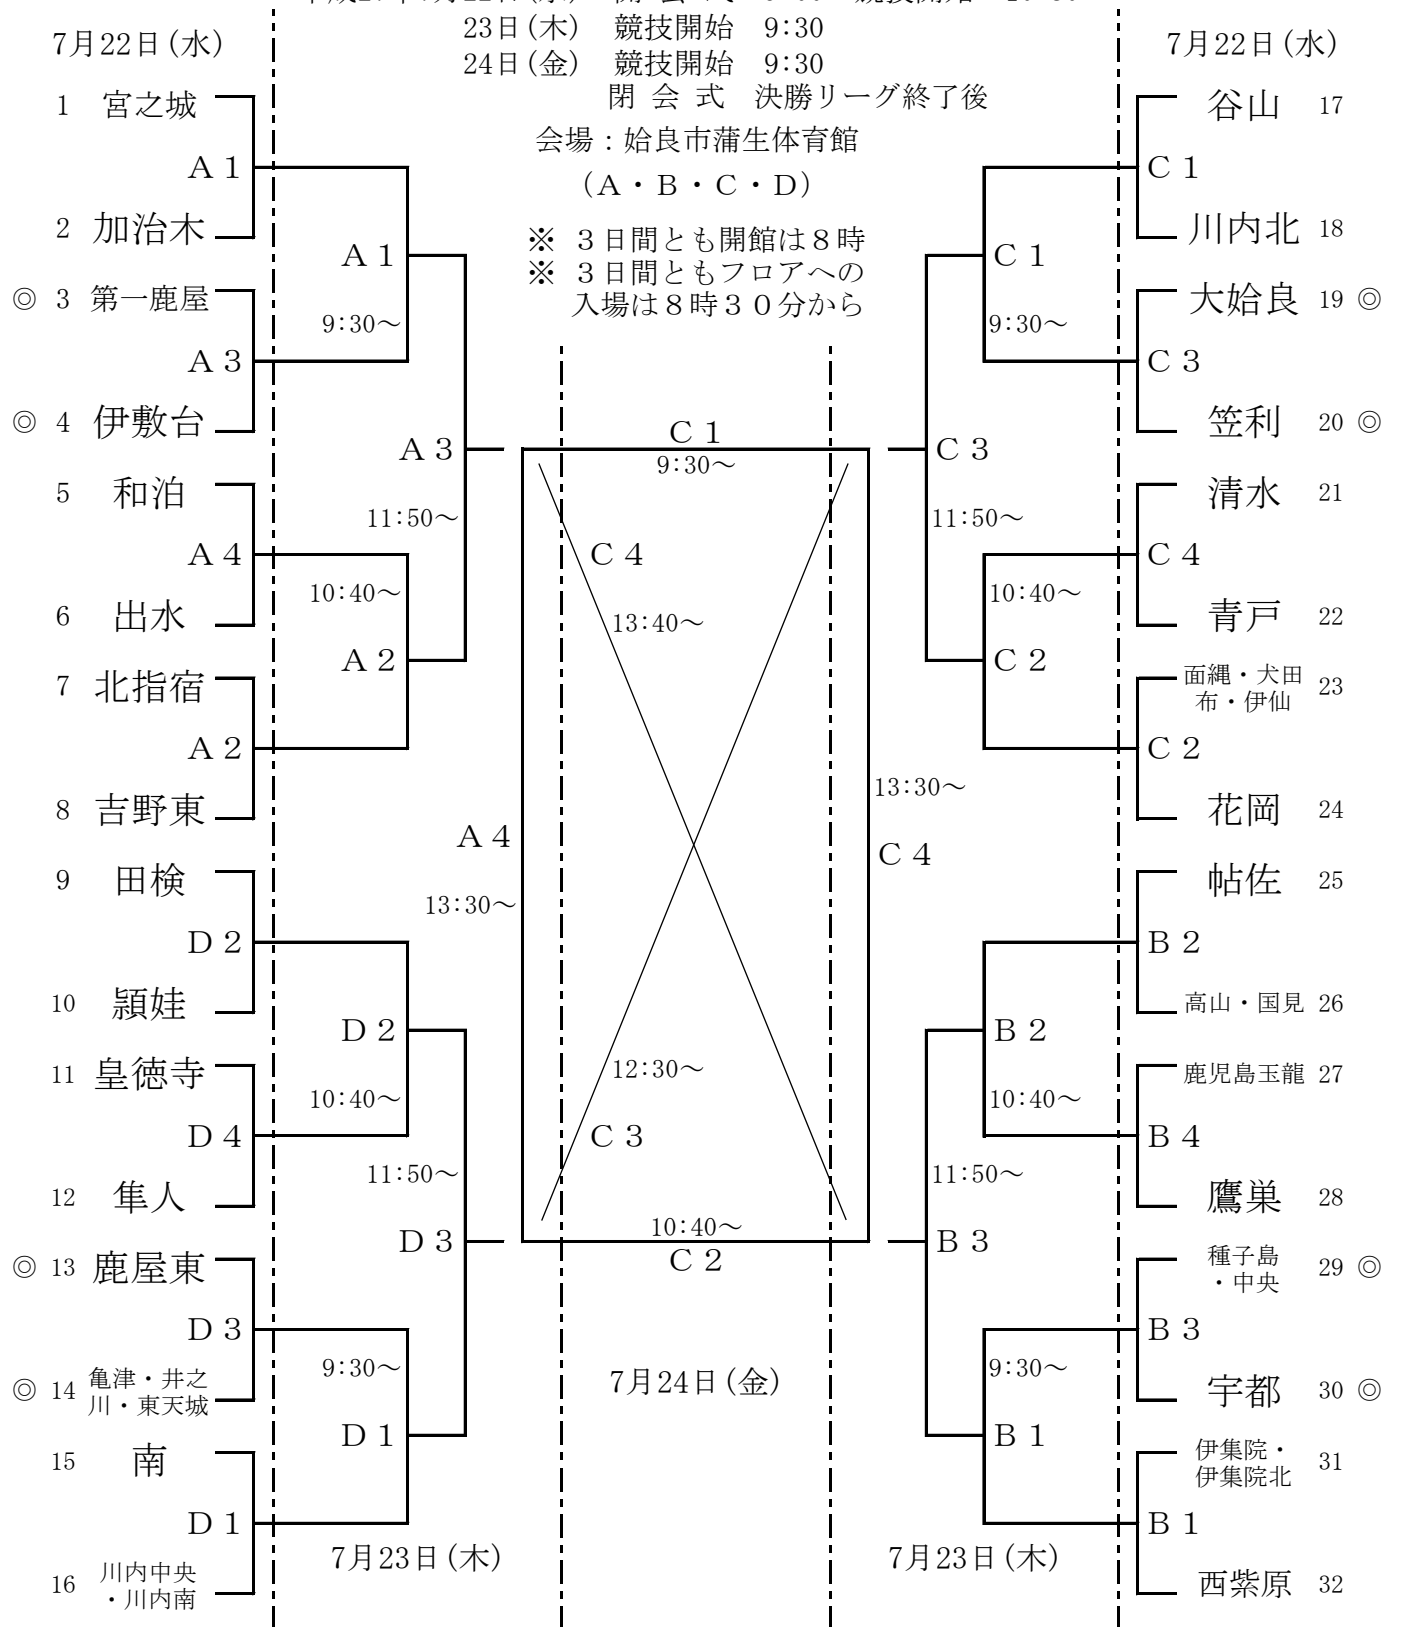 7月22日(水)
23日(木) 競技開始 9:30
24日(金) 競技開始 9:30
閉 会 式 決勝リーグ終了後
会場：姶良市蒲生体育館
（Ａ・Ｂ・Ｃ・Ｄ）
※ ３日間とも開館は８時
※ ３日間ともフロアへの
入場は８時３０分から
7月22日(水)
1 宮之城
A 1
2 加治木
A 1
9:30～
◎ 3 第一鹿屋
A 3
◎ 4 伊敷台
A 3
11:50～
5 和泊
A 4
6 出水
10:40～
A 2
7 北指宿
A 2
8 吉野東
9 田検
D 2
10 頴娃
D 2
10:40～
11 皇徳寺
D 4
12 隼人
11:50～
D 3
◎ 13 鹿屋東
D 3
◎ 14 亀津・井之
川・東天城
9:30～
D 1
15 南
D 1
16 川内中央
・川内南
7月23日(木)
C 1
9:30～
C 4
13:40～
A 4
13:30～
13:30～
C 4
12:30～
C 3
10:40～
C 2
7月24日(金)
谷山 17
C 1
川内北 18
C 1
9:30～
大姶良 19 ◎
C 3
笠利 20 ◎
C 3
11:50～
清水 21
C 4
青戸 22
10:40～
C 2
面縄・犬田
布・伊仙
23
C 2
花岡 24
帖佐 25
B 2
高山・国見 26
B 2
10:40～
鹿児島玉龍 27
B 4
鷹巣 28
11:50～
B 3
種子島
・中央
29 ◎
B 3
宇都 30 ◎
9:30～
B 1
伊集院・
伊集院北
31
B 1
西紫原 32
7月23日(木)